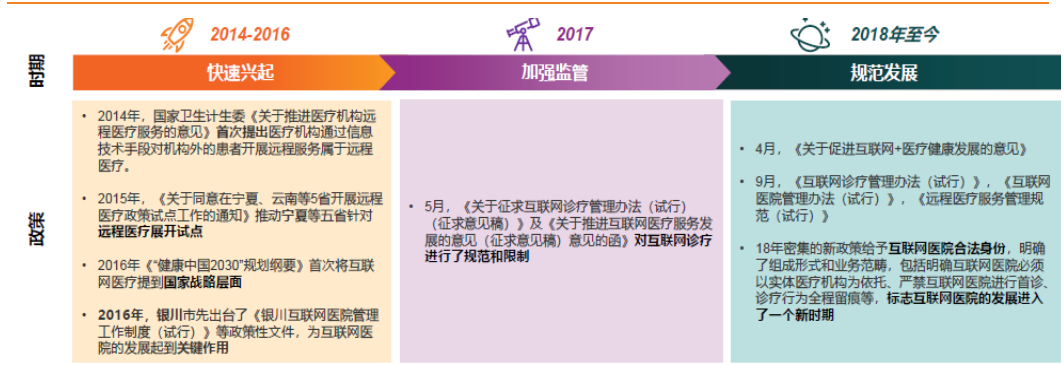 2014-2016
2017
2018年至今
时期
快速兴起
加强监管
规范发展
政策
• 2014年，国家卫生计生委《关于推进医疗机构远
程医疗服务的意见》首次提出医疗机构通过信息
技术手段对机构外的患者开展远程服务属于远程
医疗。
• 2015年，《关于同意在宁夏、云南等5省开展远程
医疗政策试点工作的通知》推动宁夏等五省针对
远程医疗展开试点
• 2016年《“健康中国2030”规划纲要》首次将互联
网医疗提到国家战略层面
• 2016年，银川市先出台了《银川互联网医院管理
工作制度（试行）》等政策性文件，为互联网医
院的发展起到关键作用
• 5月，《关于征求互联网诊疗管理办法（试行）
（征求意见稿）》及《关于推进互联网医疗服务发
展的意见（征求意见稿）意见的函》对互联网诊疗
进行了规范和限制
• 4月，《关于促进互联网+医疗健康发展的意见》
• 9月，《互联网诊疗管理办法（试行）》，《互联网
医院管理办法（试行）》，《远程医疗服务管理规
范（试行）》
• 18年密集的新政策给予互联网医院合法身份，明确
了组成形式和业务范畴，包括明确互联网医院必须
以实体医疗机构为依托、严禁互联网医院进行首诊、
诊疗行为全程留痕等，标志互联网医院的发展进入
了一个新时期